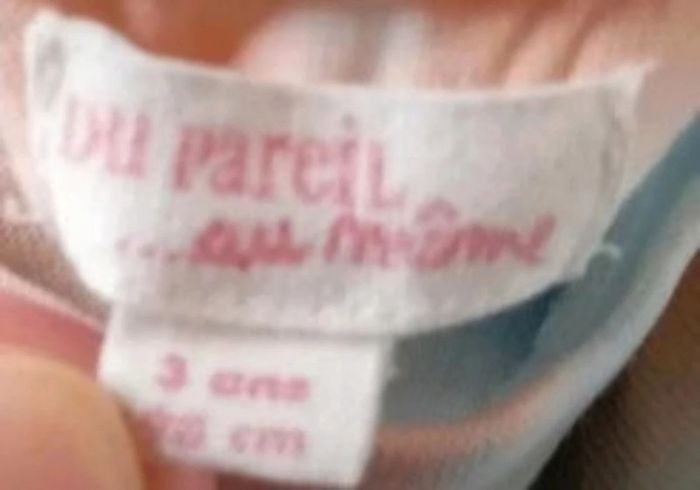 DU PAREIL
...au même
3 ans
cm